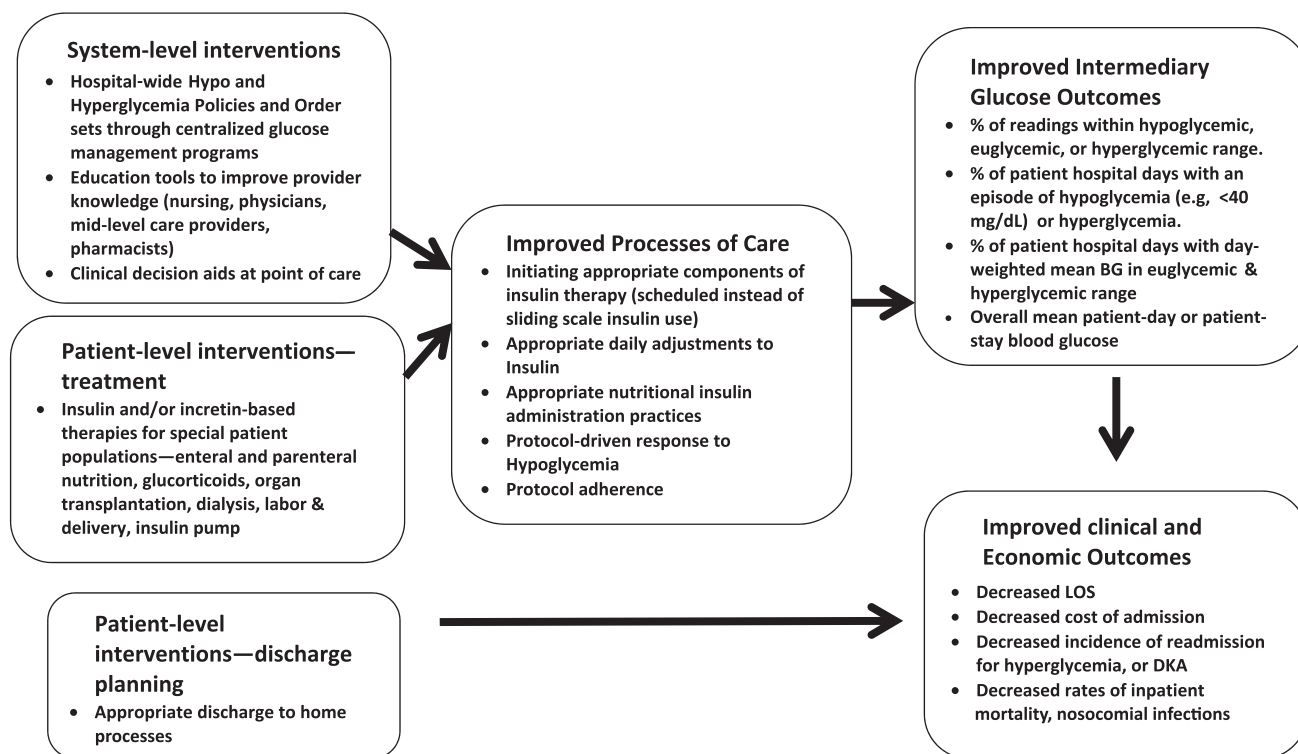 System-level interventions
• Hospital-wide Hypo and
Hyperglycemia Policies and Order
sets through centralized glucose
management programs
• Education tools to improve provider
knowledge (nursing, physicians,
mid-level care providers,
pharmacists)
• Clinical decision aids at point of care
Patient-level interventions—
treatment
• Insulin and/or incretin-based
therapies for special patient
populations—enteral and parenteral
nutrition, glucorticoids, organ
transplantation, dialysis, labor &
delivery, insulin pump
Patient-level
interventions—discharge
planning
• Appropriate discharge to home
processes
Improved Processes of Care
• Initiating appropriate components of
insulin therapy (scheduled instead of
sliding scale insulin use)
• Appropriate daily adjustments to
Insulin
• Appropriate nutritional insulin
administration practices
• Protocol-driven response to
Hypoglycemia
• Protocol adherence
Improved Intermediary
Glucose Outcomes
• % of readings within hypoglycemic,
euglycemic, or hyperglycemic range.
• % of patient hospital days with an
episode of hypoglycemia (e.g, <40
mg/dL) or hyperglycemia.
• % of patient hospital days with day-
weighted mean BG in euglycemic &
hyperglycemic range
• Overall mean patient-day or patient-
stay blood glucose
Improved clinical and
Economic Outcomes
• Decreased LOS
• Decreased cost of admission
• Decreased incidence of readmission
for hyperglycemia, or DKA
• Decreased rates of inpatient
mortality, nosocomial infections